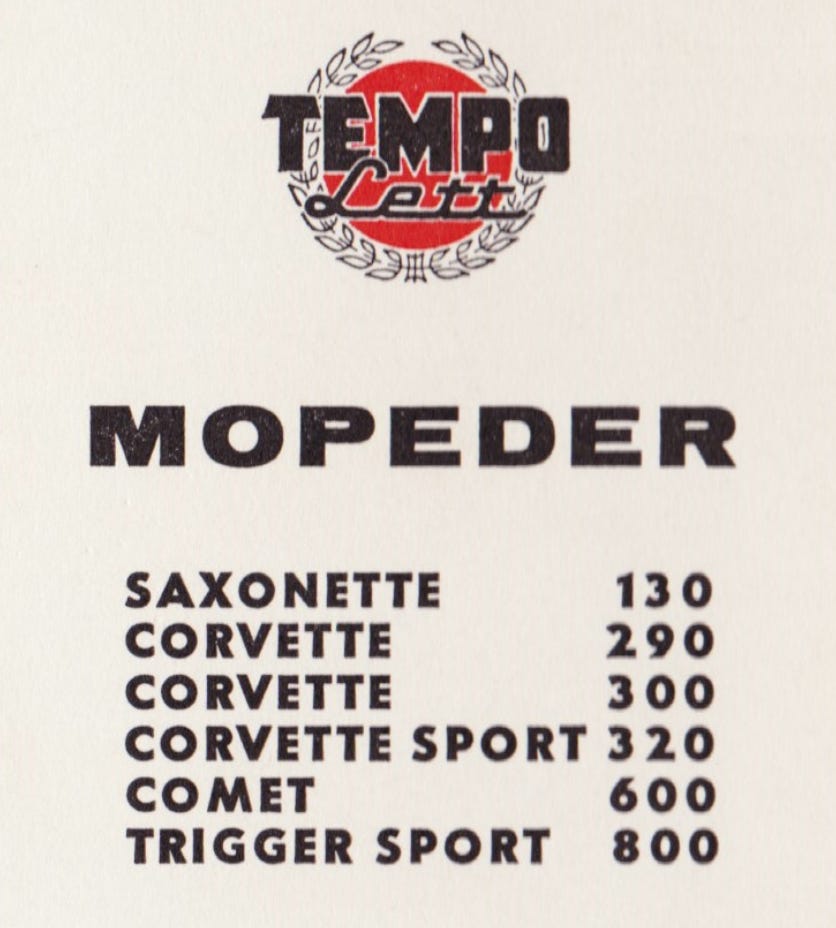 TEMPO
Lett
MOPEDER
SAXONETTE 130
CORVETTE 290
CORVETTE 300
CORVETTE SPORT 320
COMET 600
TRIGGER SPORT 800